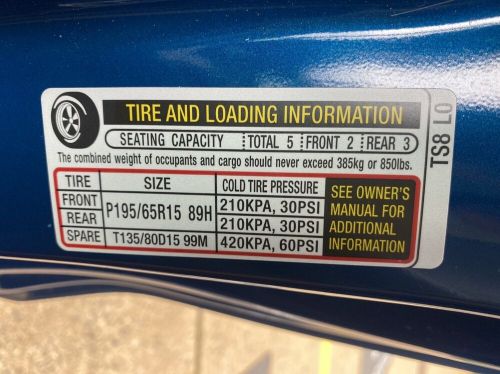 TIRE AND LOADING INFORMATION
SEATING CAPACITY TOTAL 5 FRONT 2 REAR 3
The combined weight of occupants and cargo should never exceed 385kg or 850lbs.
TIRE SIZE COLD TIRE PRESSURE
FRONT P195/65R15 89H 210KPA, 30PSI
REAR 210KPA, 30PSI
SPARE T135/80D15 99M 420KPA, 60PSI
SEE OWNER'S
MANUAL FOR
ADDITIONAL
INFORMATION
TS8 L0